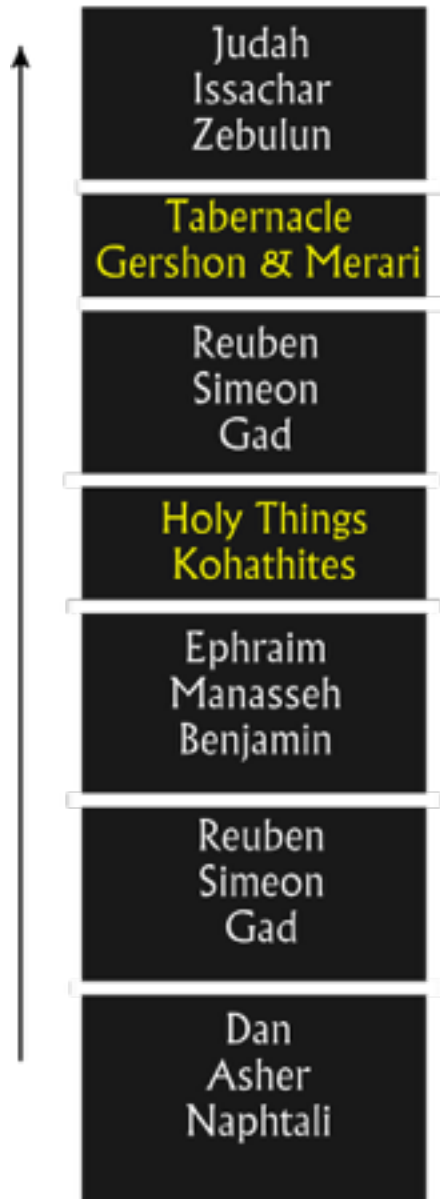 Judah
Issachar
Zebulun
Tabernacle
Gershon & Merari
Reuben
Simeon
Gad
Holy Things
Kohathites
Ephraim
Manasseh
Benjamin
Reuben
Simeon
Gad
Dan
Asher
Naphtali